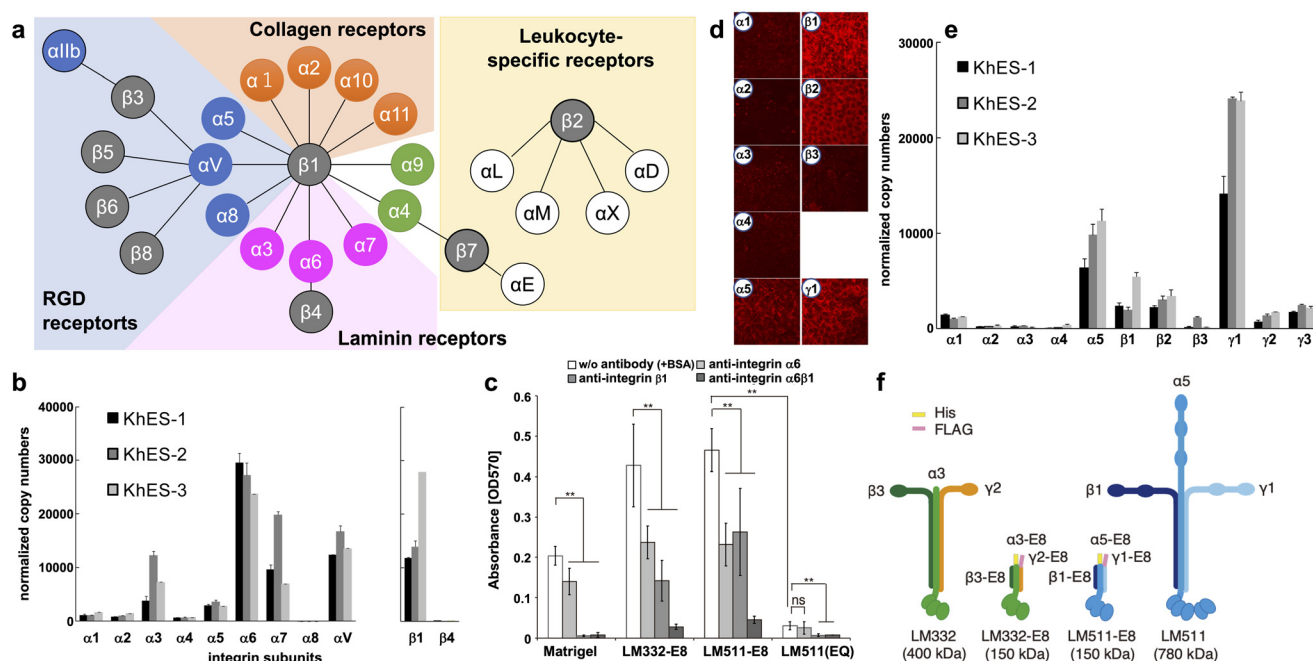 a
Collagen receptors
Leukocyte-
specific receptors
αIIb
β3
α5
α1
α2
α10
α11
β5
αV
β1
α9
β6
α8
α4
β8
α3
α6
α7
β4
β7
αE
β2
αL
αM
αX
αD
RGD
receptorts
Laminin receptors
b
normalized copy numbers
40000
30000
20000
10000
0
KhES-1
KhES-2
KhES-3
α1 α2 α3 α4 α5 α6 α7 α8 αV β1 β4
integrin subunits
c
w/o antibody (+BSA) anti-integrin α6
anti-integrin β1 anti-integrin α6β1
Absorbance [OD570]
0.6
0.5
0.4
0.3
0.2
0.1
0
** ** ** ** ns **
Matrigel LM332-E8 LM511-E8 LM511(EQ)
d
α1 β1
α2 β2
α3 β3
α4
α5 γ1
e
normalized copy numbers
30000
20000
10000
0
KhES-1
KhES-2
KhES-3
α1 α2 α3 α4 α5 β1 β2 β3 γ1 γ2 γ3
f
His
FLAG
α3
β3 γ2
α3-E8
γ2-E8
β3-E8
α5-E8
γ1-E8
β1-E8
α5
β1 γ1
LM332 LM332-E8 LM511-E8 LM511
(400 kDa) (150 kDa) (150 kDa) (780 kDa)